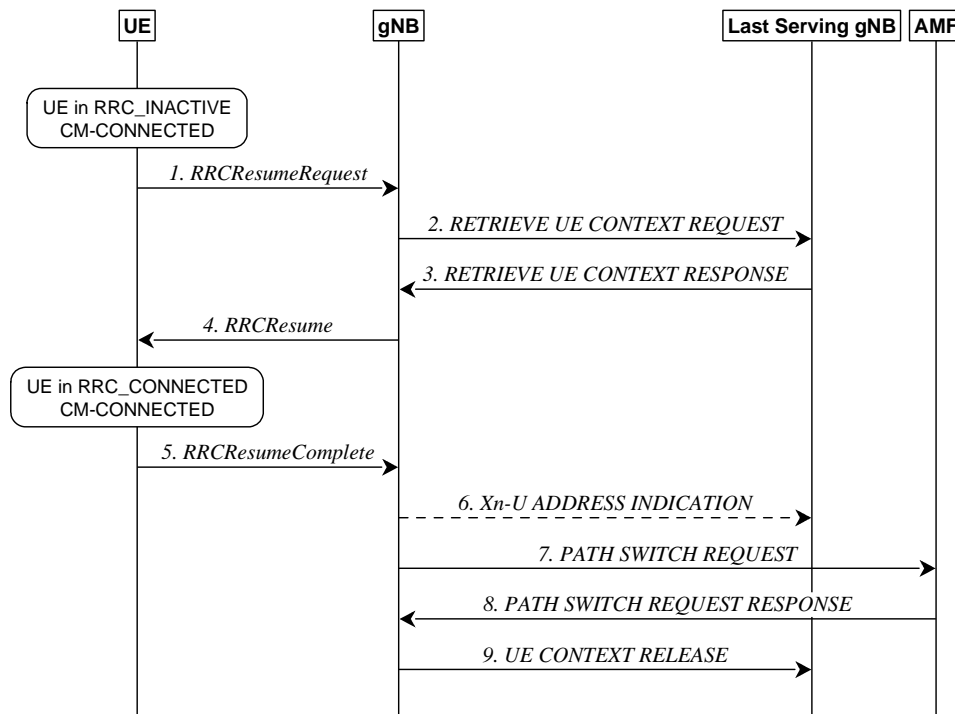 UE
gNB
Last Serving gNB
AMF
UE in RRC_INACTIVE
CM-CONNECTED
1. RRCResumeRequest
2. RETRIEVE UE CONTEXT REQUEST
3. RETRIEVE UE CONTEXT RESPONSE
4. RRCResume
UE in RRC_CONNECTED
CM-CONNECTED
5. RRCResumeComplete
6. Xn-U ADDRESS INDICATION
7. PATH SWITCH REQUEST
8. PATH SWITCH REQUEST RESPONSE
9. UE CONTEXT RELEASE